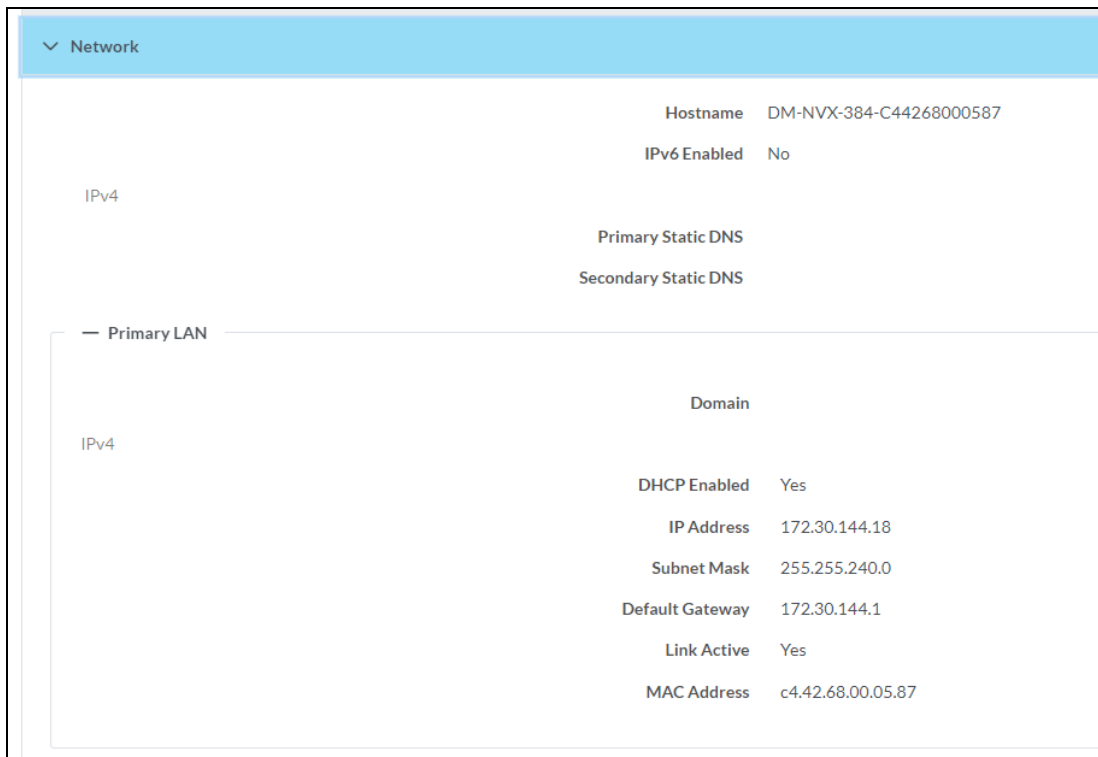 Network
Hostname DM-NVX-384-C44268000587
IPv6 Enabled No
IPv4
Primary Static DNS
Secondary Static DNS
Primary LAN
Domain
IPv4
DHCP Enabled Yes
IP Address 172.30.144.18
Subnet Mask 255.255.240.0
Default Gateway 172.30.144.1
Link Active Yes
MAC Address c4.42.68.00.05.87